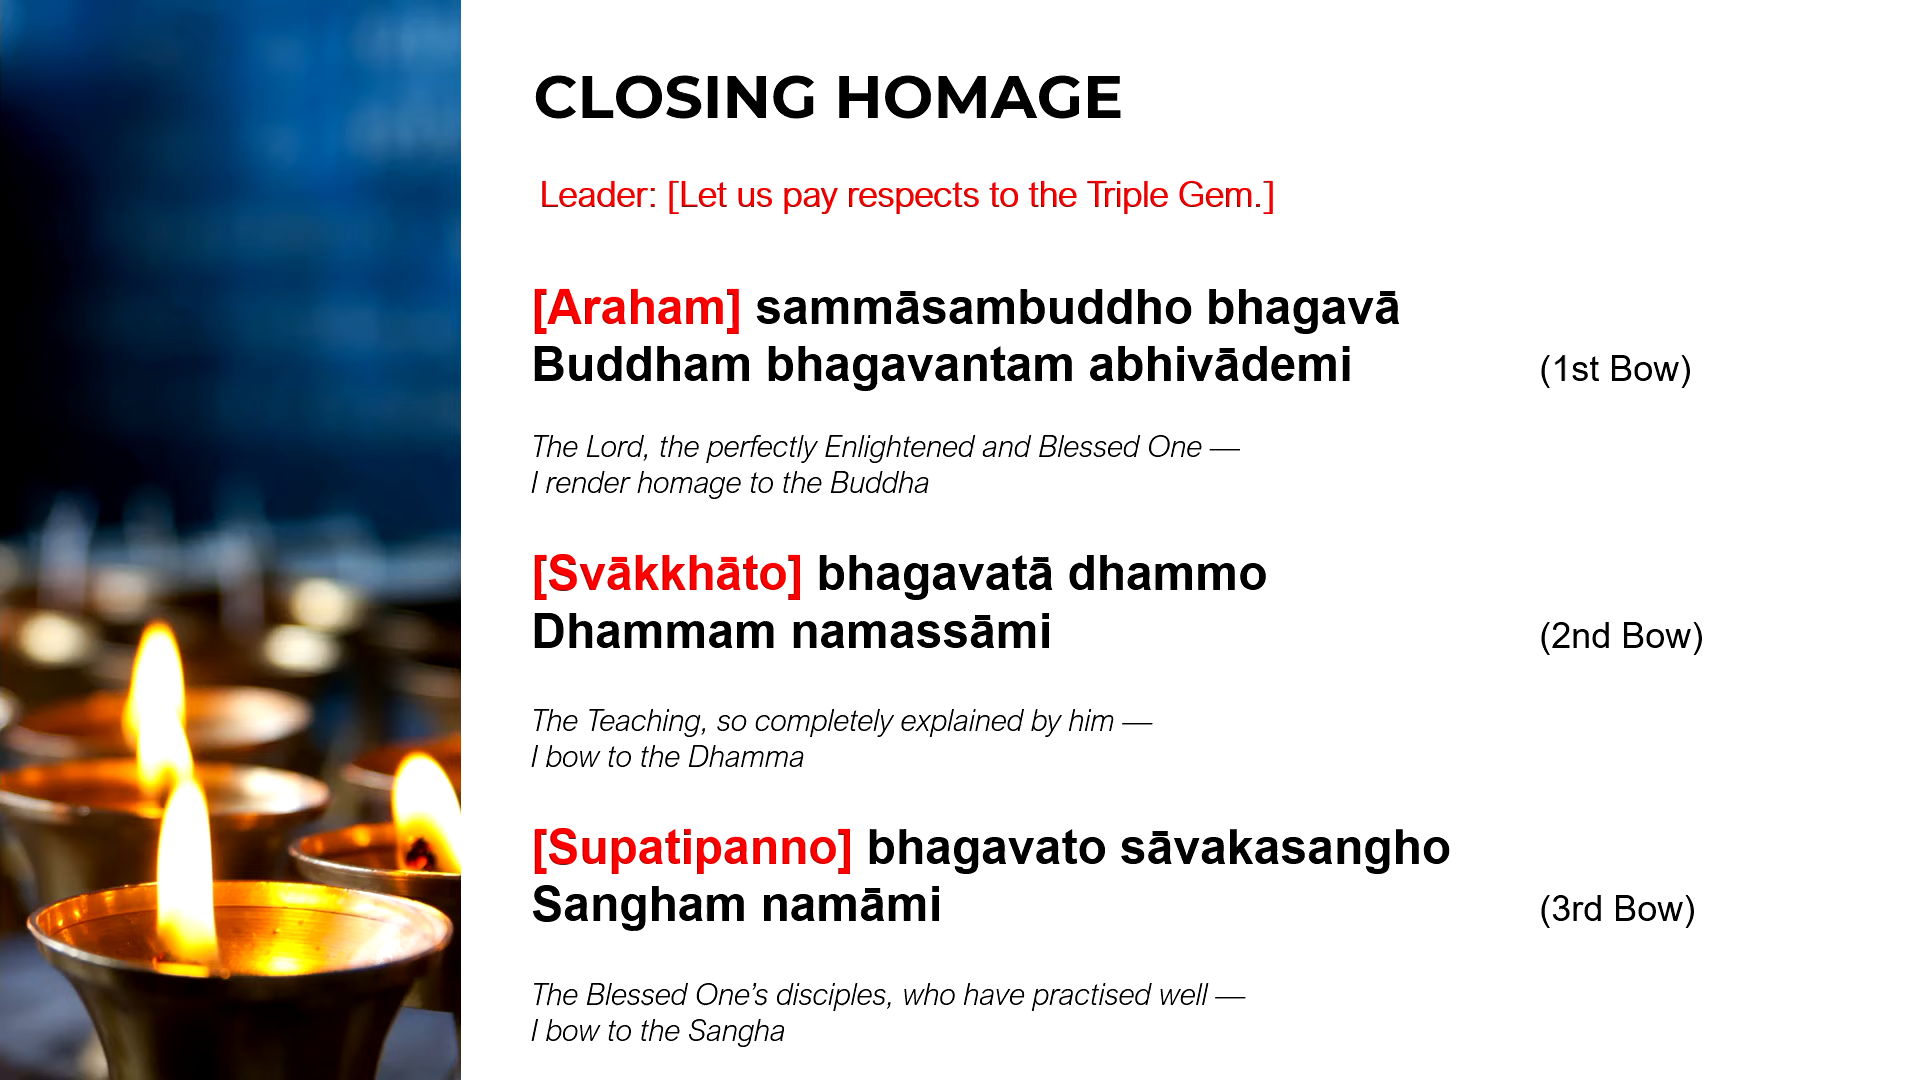 CLOSING HOMAGE
Leader: [Let us pay respects to the Triple Gem.]
[Araham] sammāsambuddho bhagavā
Buddham bhagavantam abhivādemi (1st Bow)
The Lord, the perfectly Enlightened and Blessed One —
I render homage to the Buddha
[Svākkhāto] bhagavatā dhammo
Dhammam namassāmi (2nd Bow)
The Teaching, so completely explained by him —
I bow to the Dhamma
[Supatipanno] bhagavato sāvakasangho
Sangham namāmi (3rd Bow)
The Blessed One’s disciples, who have practised well —
I bow to the Sangha